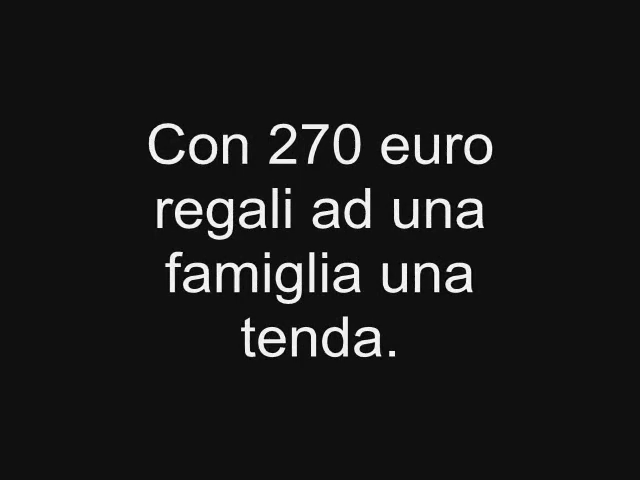 Con 270 euro
regali ad una
famiglia una
tenda.